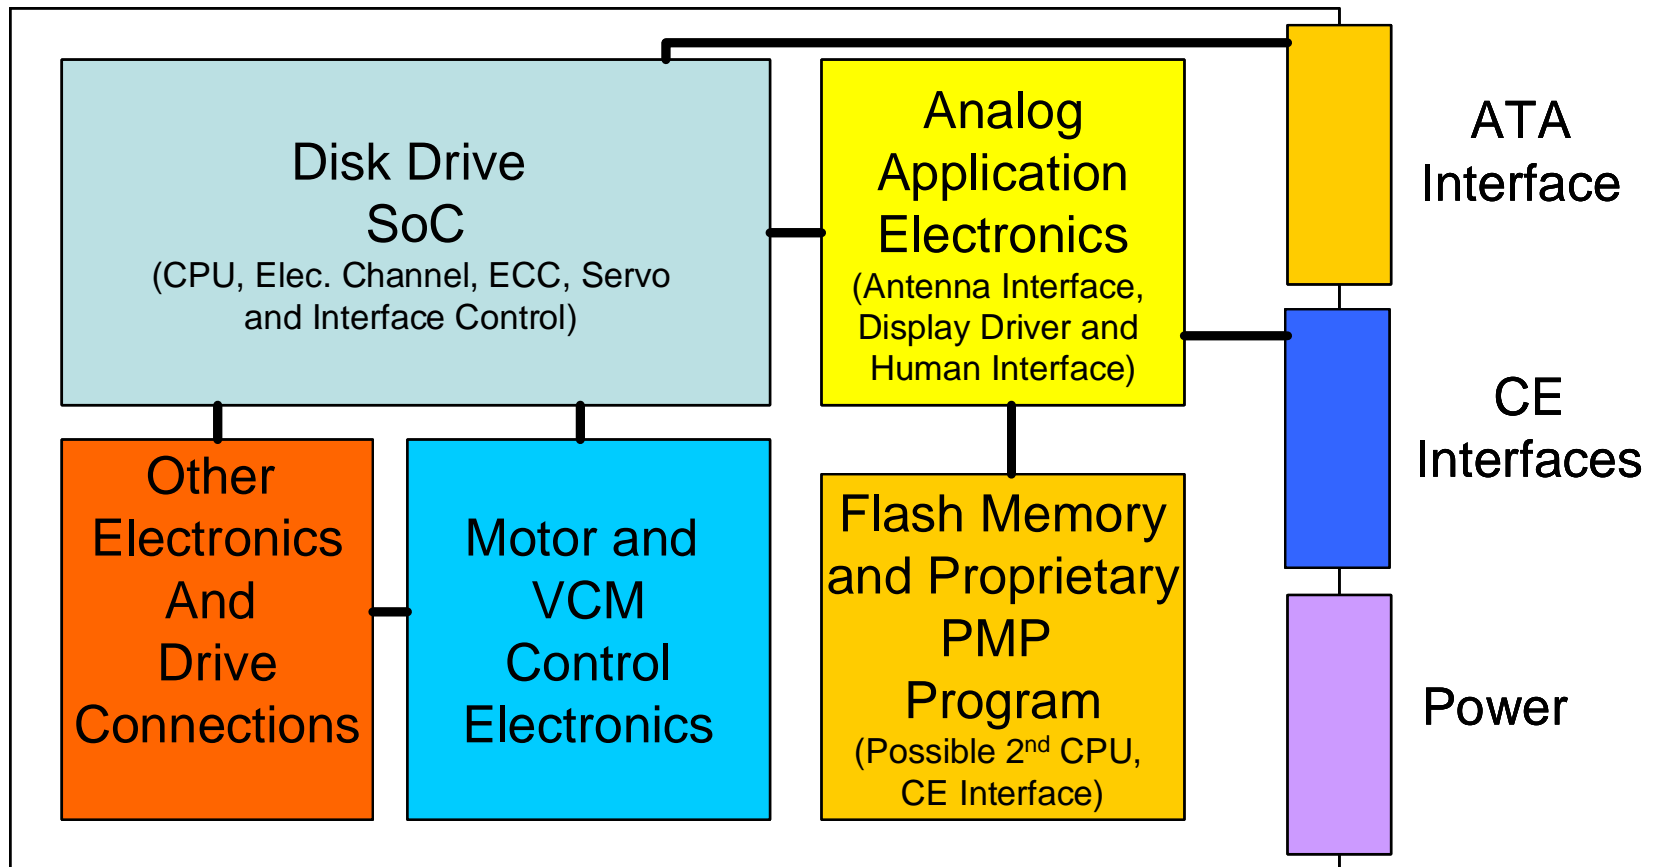 Disk Drive
SoC
(CPU, Elec. Channel, ECC, Servo
and Interface Control)
Analog
Application
Electronics
(Antenna Interface,
Display Driver and
Human Interface)
ATA
Interface
CE
Interfaces
Other
Electronics
And
Drive
Connections
Motor and
VCM
Control
Electronics
Flash Memory
and Proprietary
PMP
Program
(Possible 2nd CPU,
CE Interface)
Power